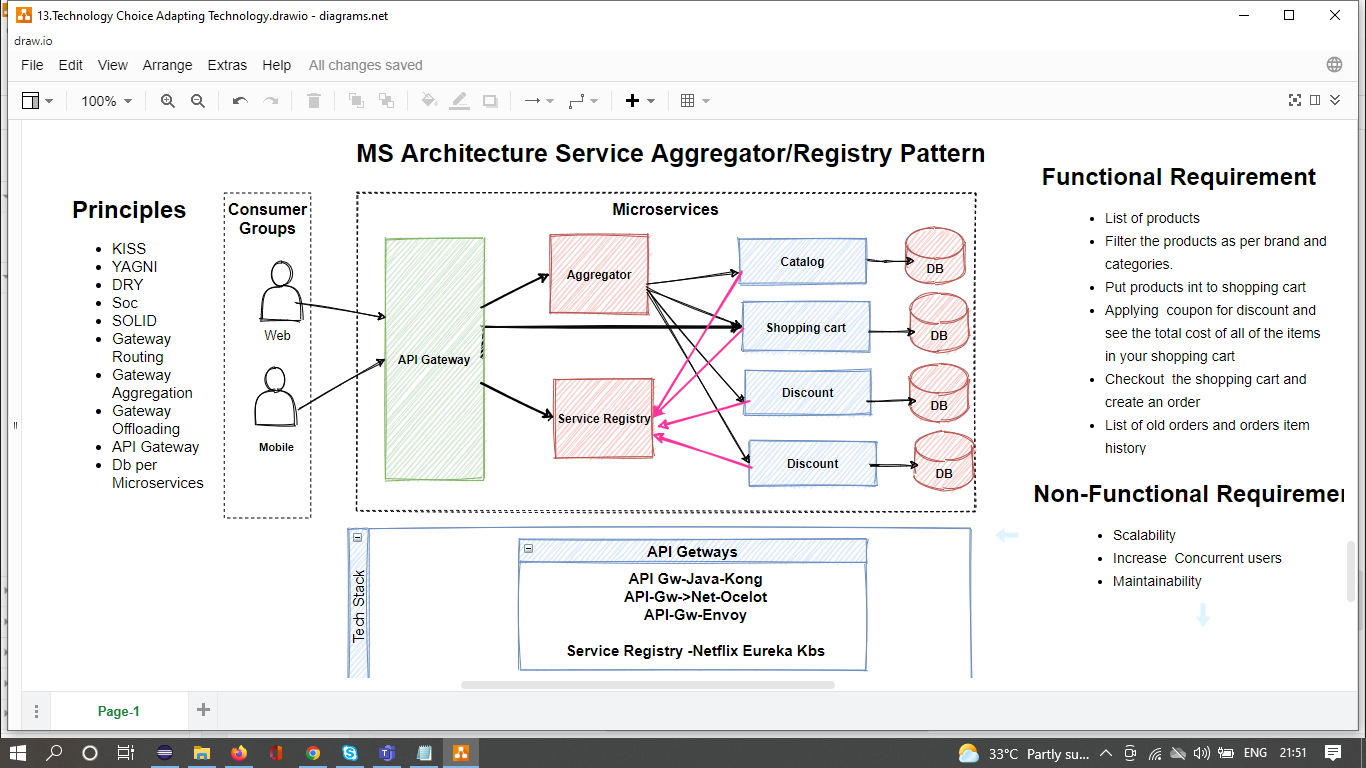 13.Technology Choice Adapting Technology.drawio - diagrams.net
draw.io
File Edit View Arrange Extras Help All changes saved
100%
MS Architecture Service Aggregator/Registry Pattern
Principles
KISS
YAGNI
DRY
Soc
SOLID
Gateway
Routing
Gateway
Aggregation
Gateway
Offloading
API Gateway
Db per
Microservices
Consumer
Groups
Web
Mobile
Microservices
API Gateway
Aggregator
Service Registry
Catalog
DB
Shopping cart
DB
Discount
DB
Discount
DB
Functional Requirement
List of products
Filter the products as per brand and
categories.
Put products int to shopping cart
Applying coupon for discount and
see the total cost of all of the items
in your shopping cart
Checkout the shopping cart and
create an order
List of old orders and orders item
history
Non-Functional Requiremer
Scalability
Increase Concurrent users
Maintainability
Tech Stack
API Getways
API Gw-Java-Kong
API-Gw->Net-Ocelot
API-Gw-Envoy
Service Registry -Netflix Eureka Kbs
Page-1
33°C Partly su... ENG 21:51